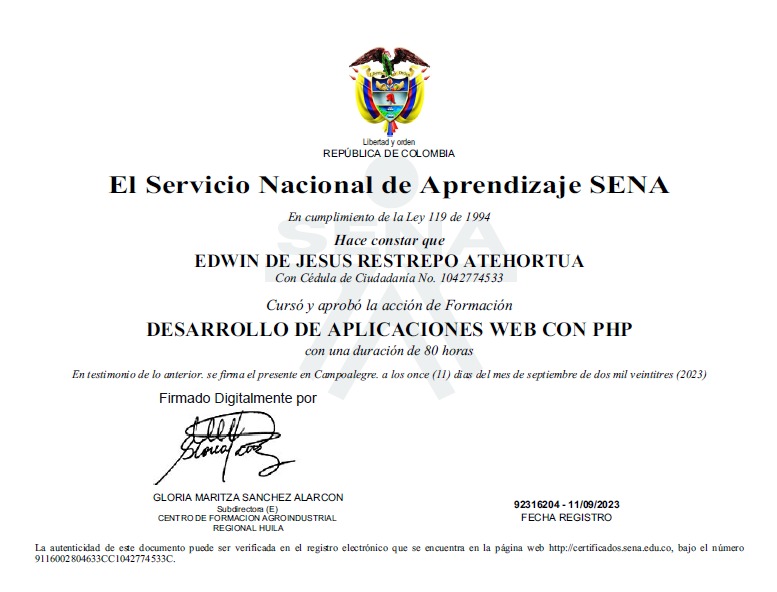 Libertad y orden
REPÚBLICA DE COLOMBIA
SENA
El Servicio Nacional de Aprendizaje SENA
En cumplimiento de la Ley 119 de 1994
Hace constar que
EDWIN DE JESUS RESTREPO ATEHORTUA
Con Cédula de Ciudadanía No. 1042774533
Cursó y aprobó la acción de Formación
DESARROLLO DE APLICACIONES WEB CON PHP
con una duración de 80 horas
En testimonio de lo anterior. se firma el presente en Campoalegre. a los once (11) días del mes de septiembre de dos mil veintitres (2023)
Firmado Digitalmente por
GLORIA MARITZA SANCHEZ ALARCON
Subdirectora (E)
CENTRO DE FORMACION AGROINDUSTRIAL
REGIONAL HUILA
92316204 - 11/09/2023
FECHA REGISTRO
La autenticidad de este documento puede ser verificada en el registro electrónico que se encuentra en la página web http://certificados.sena.edu.co, bajo el número
9116002804633CC1042774533C.